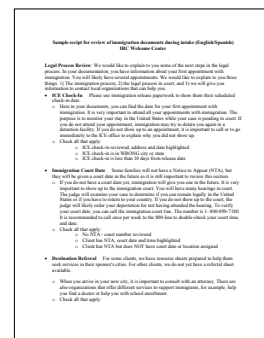 Sample script for review of immigration documents during intake (English/Spanish)
IRC Welcome Center
Legal Process Review: We would like to explain to you some of the next steps in the legal
process. In your documentation, you have information about your first appointment with
immigration. You will likely have several appointments. We would like to explain to you three
things: 1) The immigration process, 2) the legal process in court, and 3) we will give you
information to contact local organizations that can help you.
• ICE Check-In Please use immigration release paperwork to show them their scheduled
check-in date.
o Here in your documents, you can find the date for your first appointment with
immigration. It is very important to attend all your appointments with immigration. The
purpose is to monitor your stay in the United States while your case is pending in court. If
you do not attend your appointment, immigration may try to detain you again in a
detention facility. If you do not show up to an appointment, it is important to call or to go
immediately to the ICE office to explain why you did not show up.
o Check all that apply:
o ICE check-in reviewed, address and date highlighted
o ICE check-in is in WRONG city or state
o ICE check-in is less than 10 days from release date
• Immigration Court Date Some families will not have a Notice to Appear (NTA), but
they will be given a court date in the future so it is still important to review this section.
o If you do not have a court date yet, immigration will give you one in the future. It is very
important to show up to the immigration court. You will have many hearings in court.
The judge will examine your case to determine if you can remain legally in the United
States or if you have to return to your country. If you do not show up to the court, the
judge will likely order your deportation for not having attended the hearing. To verify
your court date, you can call the immigration court line. The number is 1-800-898-7180.
It is recommended to call once per week to the 800-line to double-check your court time
and date.
o Check all that apply:
o No NTA - court number reviewed
o Client has NTA, court date and time highlighted
o Client has NTA but does NOT have court date or location assigned
• Destination Referral For some clients, we have resource sheets prepared to help them
seek services in their sponsor's cities. For other clients, we do not yet have a referral sheet
available.
o When you arrive in your new city, it is important to consult with an attorney. There are
also organizations that offer different services to support immigrants, for example, help
you find a doctor or help you with school enrollment.
o Check all that apply: